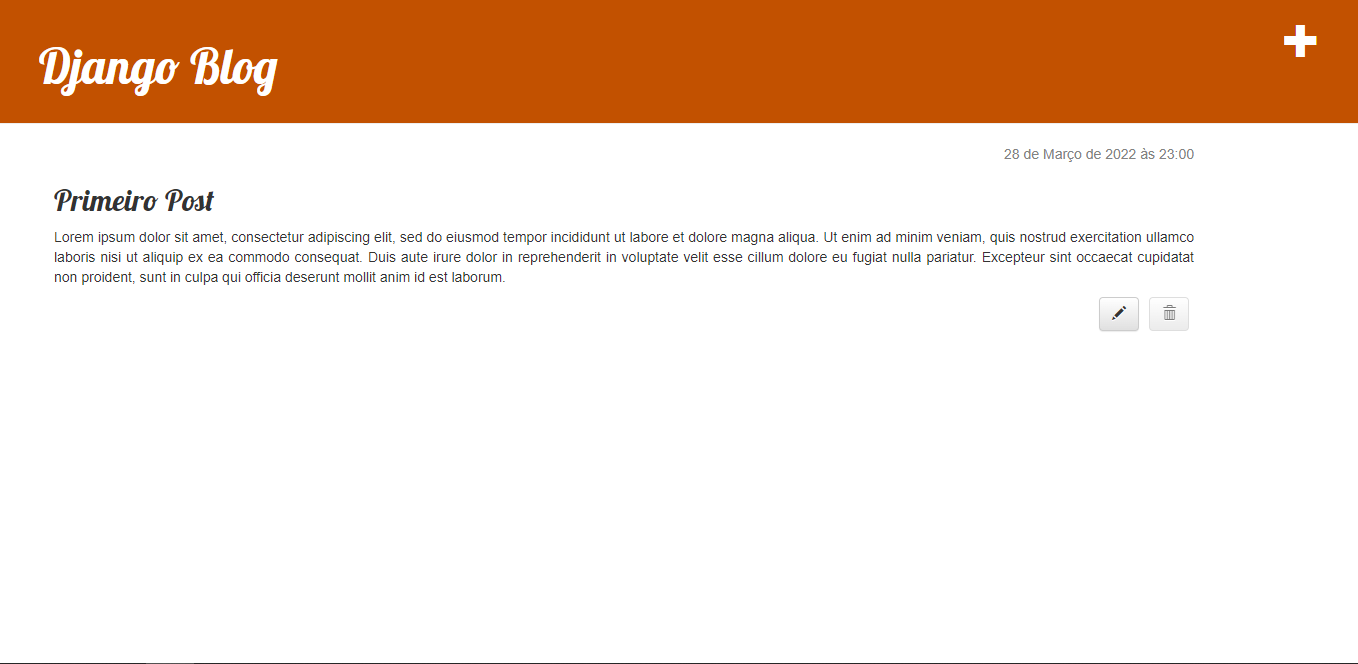 Django Blog
28 de Março de 2022 às 23:00
Primeiro Post
Lorem ipsum dolor sit amet, consectetur adipiscing elit, sed do eiusmod tempor incididunt ut labore et dolore magna aliqua. Ut enim ad minim veniam, quis nostrud exercitation ullamco
laboris nisi ut aliquip ex ea commodo consequat. Duis aute irure dolor in reprehenderit in voluptate velit esse cillum dolore eu fugiat nulla pariatur. Excepteur sint occaecat cupidatat
non proident, sunt in culpa qui officia deserunt mollit anim id est laborum.